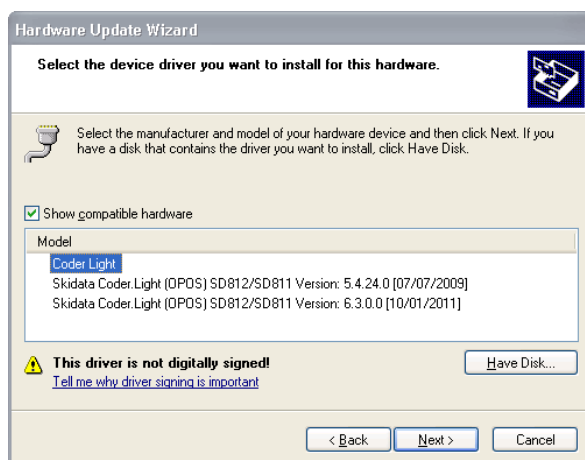 Hardware Update Wizard
Select the device driver you want to install for this hardware.
Select the manufacturer and model of your hardware device and then click Next. If you
have a disk that contains the driver you want to install, click Have Disk.
Show compatible hardware
Model
Coder Light
Skidata Coder.Light (OPOS) SD812/SD811 Version: 5.4.24.0 [07/07/2009]
Skidata Coder.Light (OPOS) SD812/SD811 Version: 6.3.0.0 [10/01/2011]
This driver is not digitally signed!
Have Disk...
Tell me why driver signing is important
< Back
Next >
Cancel